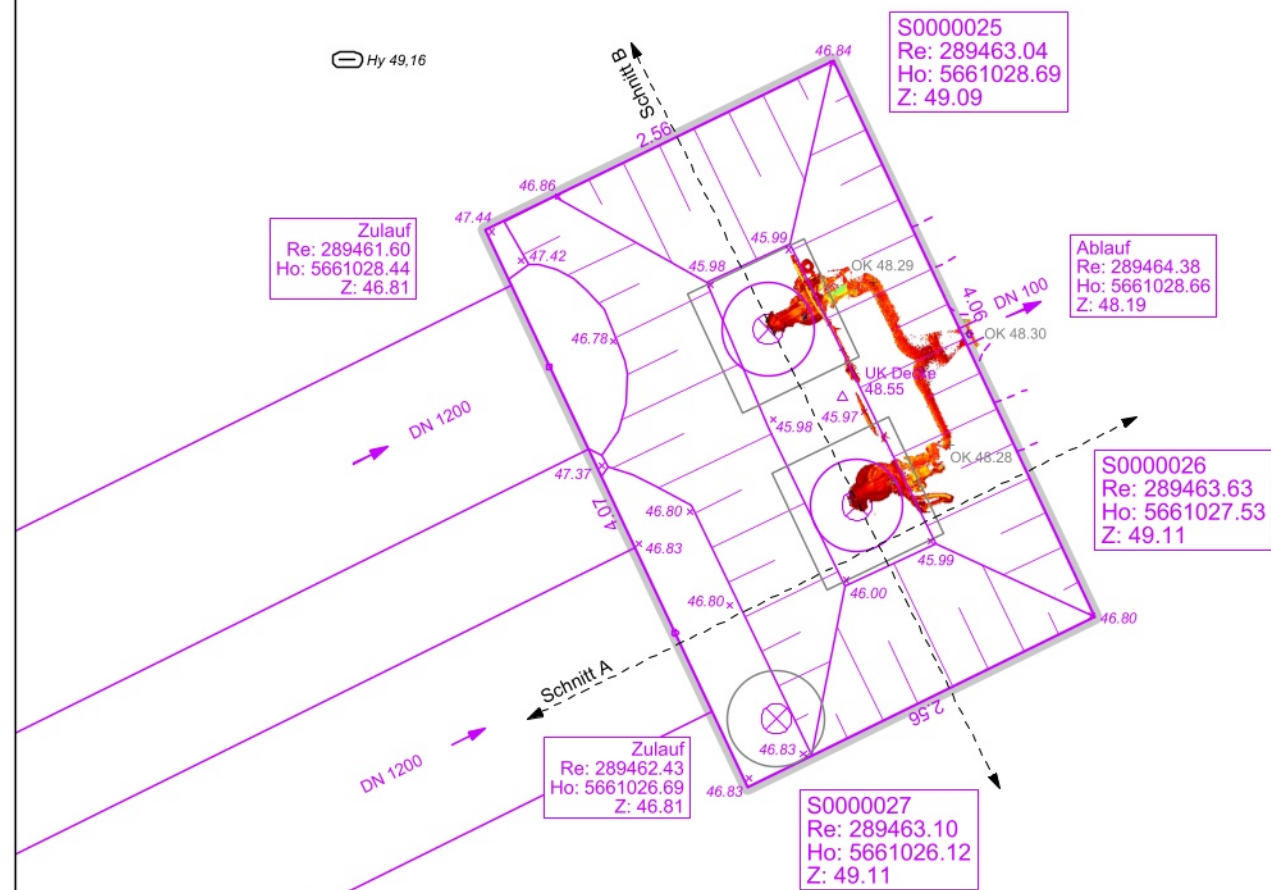 Hy 49,16
Schnitt B
46.84
S0000025
Re: 289463.04
Ho: 5661028.69
Z: 49.09
2.56
46.86
47.44
47.42
Zulauf
Re: 289461.60
Ho: 5661028.44
Z: 46.81
45.99
45.98
OK 48.29
Ablauf
Re: 289464.38
Ho: 5661028.66
Z: 48.19
4.06
DN 100
OK 48.30
46.78
UK Decke
48.55
45.97
45.98
DN 1200
OK 48.28
47.37
4.07
46.80
46.83
S0000026
Re: 289463.63
Ho: 5661027.53
Z: 49.11
45.99
46.00
46.80
46.80
Schnitt A
2.56
46.83
Zulauf
Re: 289462.43
Ho: 5661026.69
Z: 46.81
DN 1200
46.83
S0000027
Re: 289463.10
Ho: 5661026.12
Z: 49.11